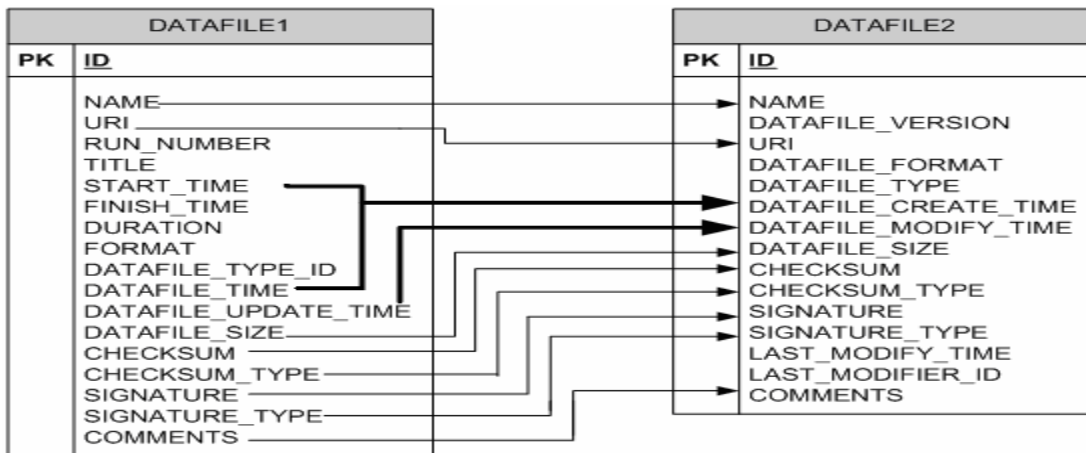 DATAFILE1
PK ID
NAME
URI
RUN_NUMBER
TITLE
START_TIME
FINISH_TIME
DURATION
FORMAT
DATAFILE_TYPE_ID
DATAFILE_TIME
DATAFILE_UPDATE_TIME
DATAFILE_SIZE
CHECKSUM
CHECKSUM_TYPE
SIGNATURE
SIGNATURE_TYPE
COMMENTS
DATAFILE2
PK ID
NAME
DATAFILE_VERSION
URI
DATAFILE_FORMAT
DATAFILE_TYPE
DATAFILE_CREATE_TIME
DATAFILE_MODIFY_TIME
DATAFILE_SIZE
CHECKSUM
CHECKSUM_TYPE
SIGNATURE
SIGNATURE_TYPE
LAST_MODIFY_TIME
LAST_MODIFIER_ID
COMMENTS